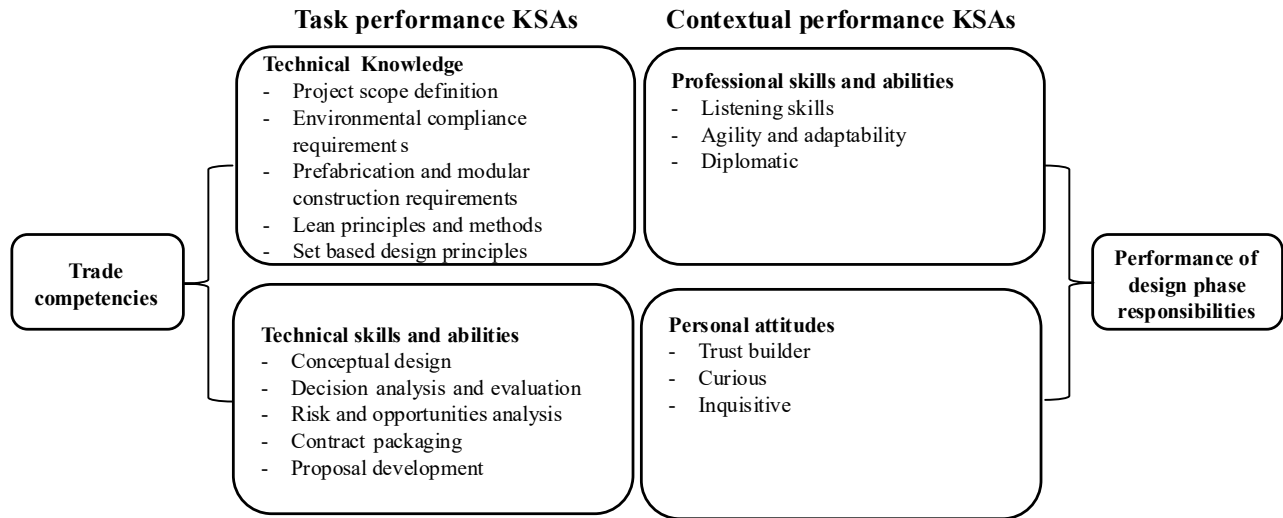 Task performance KSAs
Contextual performance KSAs
Technical Knowledge
- Project scope definition
- Environmental compliance
requirements
- Prefabrication and modular
construction requirements
- Lean principles and methods
- Set based design principles
Professional skills and abilities
- Listening skills
- Agility and adaptability
- Diplomatic
Trade
competencies
Performance of
design phase
responsibilities
Technical skills and abilities
- Conceptual design
- Decision analysis and evaluation
- Risk and opportunities analysis
- Contract packaging
- Proposal development
Personal attitudes
- Trust builder
- Curious
- Inquisitive